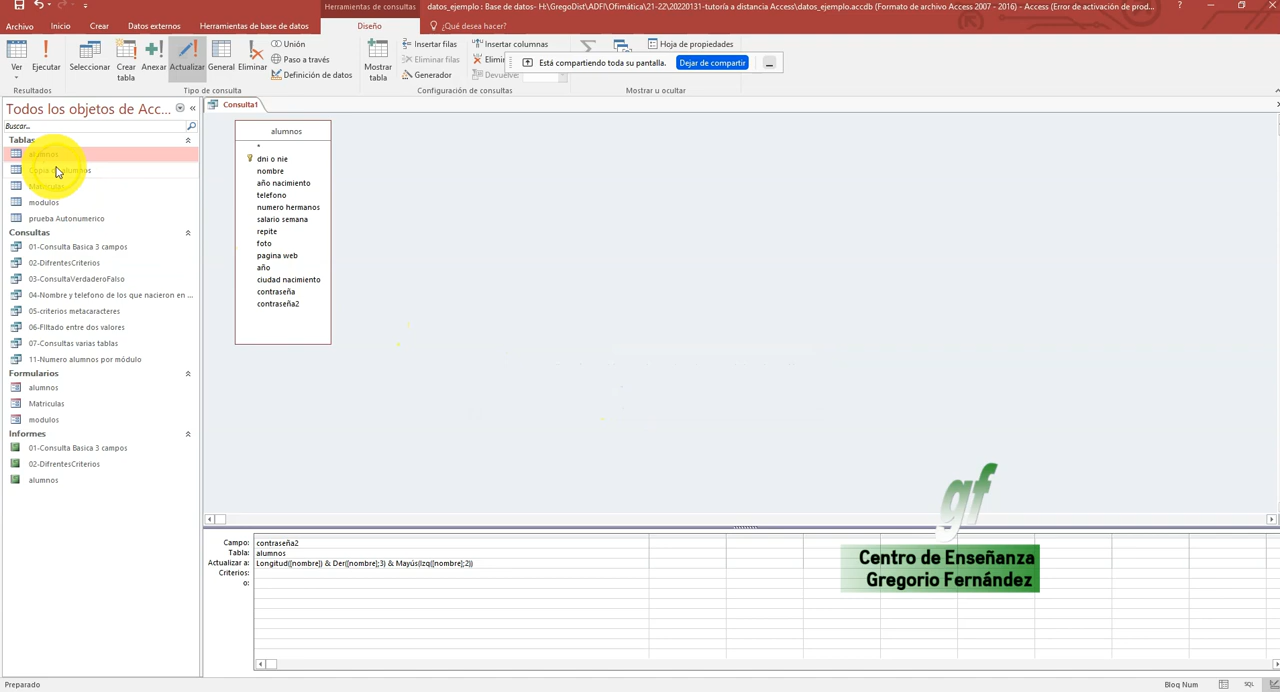 Herramientas de consultas
datos_ejemplo : Base de datos- H:\GregoDist\ADFI\Ofimática\21-22\20220131-tutoría a distancia Access\datos_ejemplo.accdb (Formato de archivo Access 2007 - 2016) - Access (Error de activación de prod...
Archivo
Inicio
Crear
Datos externos
Herramientas de base de datos
Diseño
¿Qué desea hacer?
Ver
Ejecutar
Resultados
Seleccionar
Crear tabla
Anexar
Actualizar
General
Eliminar
Unión
Paso a través
Definición de datos
Tipo de consulta
Mostrar tabla
Insertar filas
Eliminar filas
Generador
Insertar columnas
Configuración de consultas
Hoja de propiedades
Mostrar u ocultar
Está compartiendo toda su pantalla.
Dejar de compartir
Todos los objetos de Acc...
Buscar...
Tablas
alumnos
Matriculas
modulos
prueba Autonumerico
Consultas
01-Consulta Basica 3 campos
02-DifrentesCriterios
03-ConsultaVerdaderoFalso
04-Nombre y telefono de los que nacieron en ...
05-criterios metacaracteres
06-Filtado entre dos valores
07-Consultas varias tablas
11-Numero alumnos por módulo
Formularios
alumnos
Matriculas
modulos
Informes
01-Consulta Basica 3 campos
02-DifrentesCriterios
alumnos
Consulta1
alumnos
*
dni o nie
nombre
año nacimiento
telefono
numero hermanos
salario semana
repite
foto
pagina web
año
ciudad nacimiento
contraseña
contraseña2
Campo: contraseña2
Tabla: alumnos
Actualizar a: Longitud([nombre]) & Der([nombre];3) & Mayús(Izq([nombre];2))
Criterios:
o:
gf
Centro de Enseñanza
Gregorio Fernández
Preparado
Bloq Num
SQL